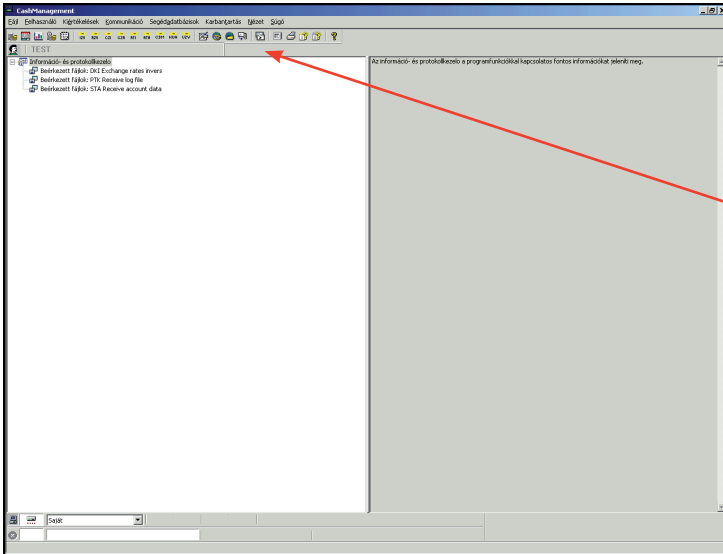 CashManagement
Fájl Felhasználó Kiértékelések Kommunikáció Segédadatbázisok Karbantartás Nézet Súgó
TEST
Információ- és protokollkezelo
Az információ- és protokollkezelo a programfunkciókkal kapcsolatos fontos információkat jeleníti meg.
Beérkezett fájlok: DKI Exchange rates invers
Beérkezett fájlok: PTK Receive log file
Beérkezett fájlok: STA Receive account data
Saját